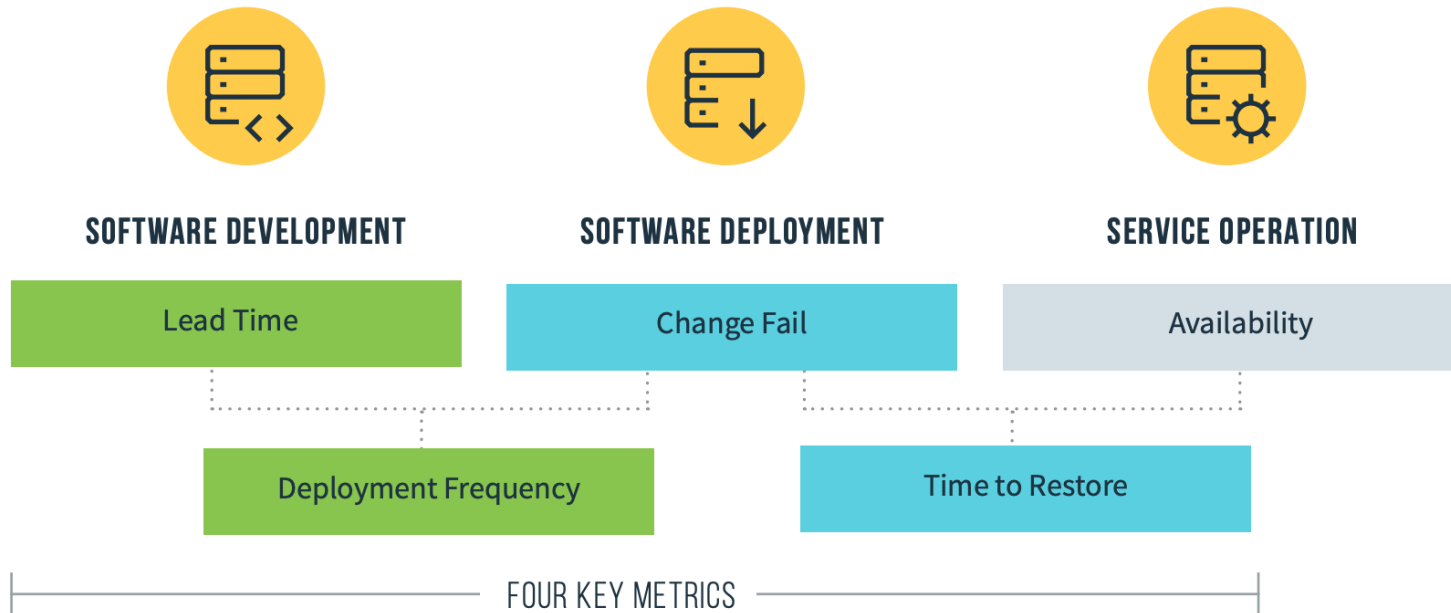 SOFTWARE DEVELOPMENT
SOFTWARE DEPLOYMENT
SERVICE OPERATION
Lead Time
Change Fail
Availability
Deployment Frequency
Time to Restore
FOUR KEY METRICS